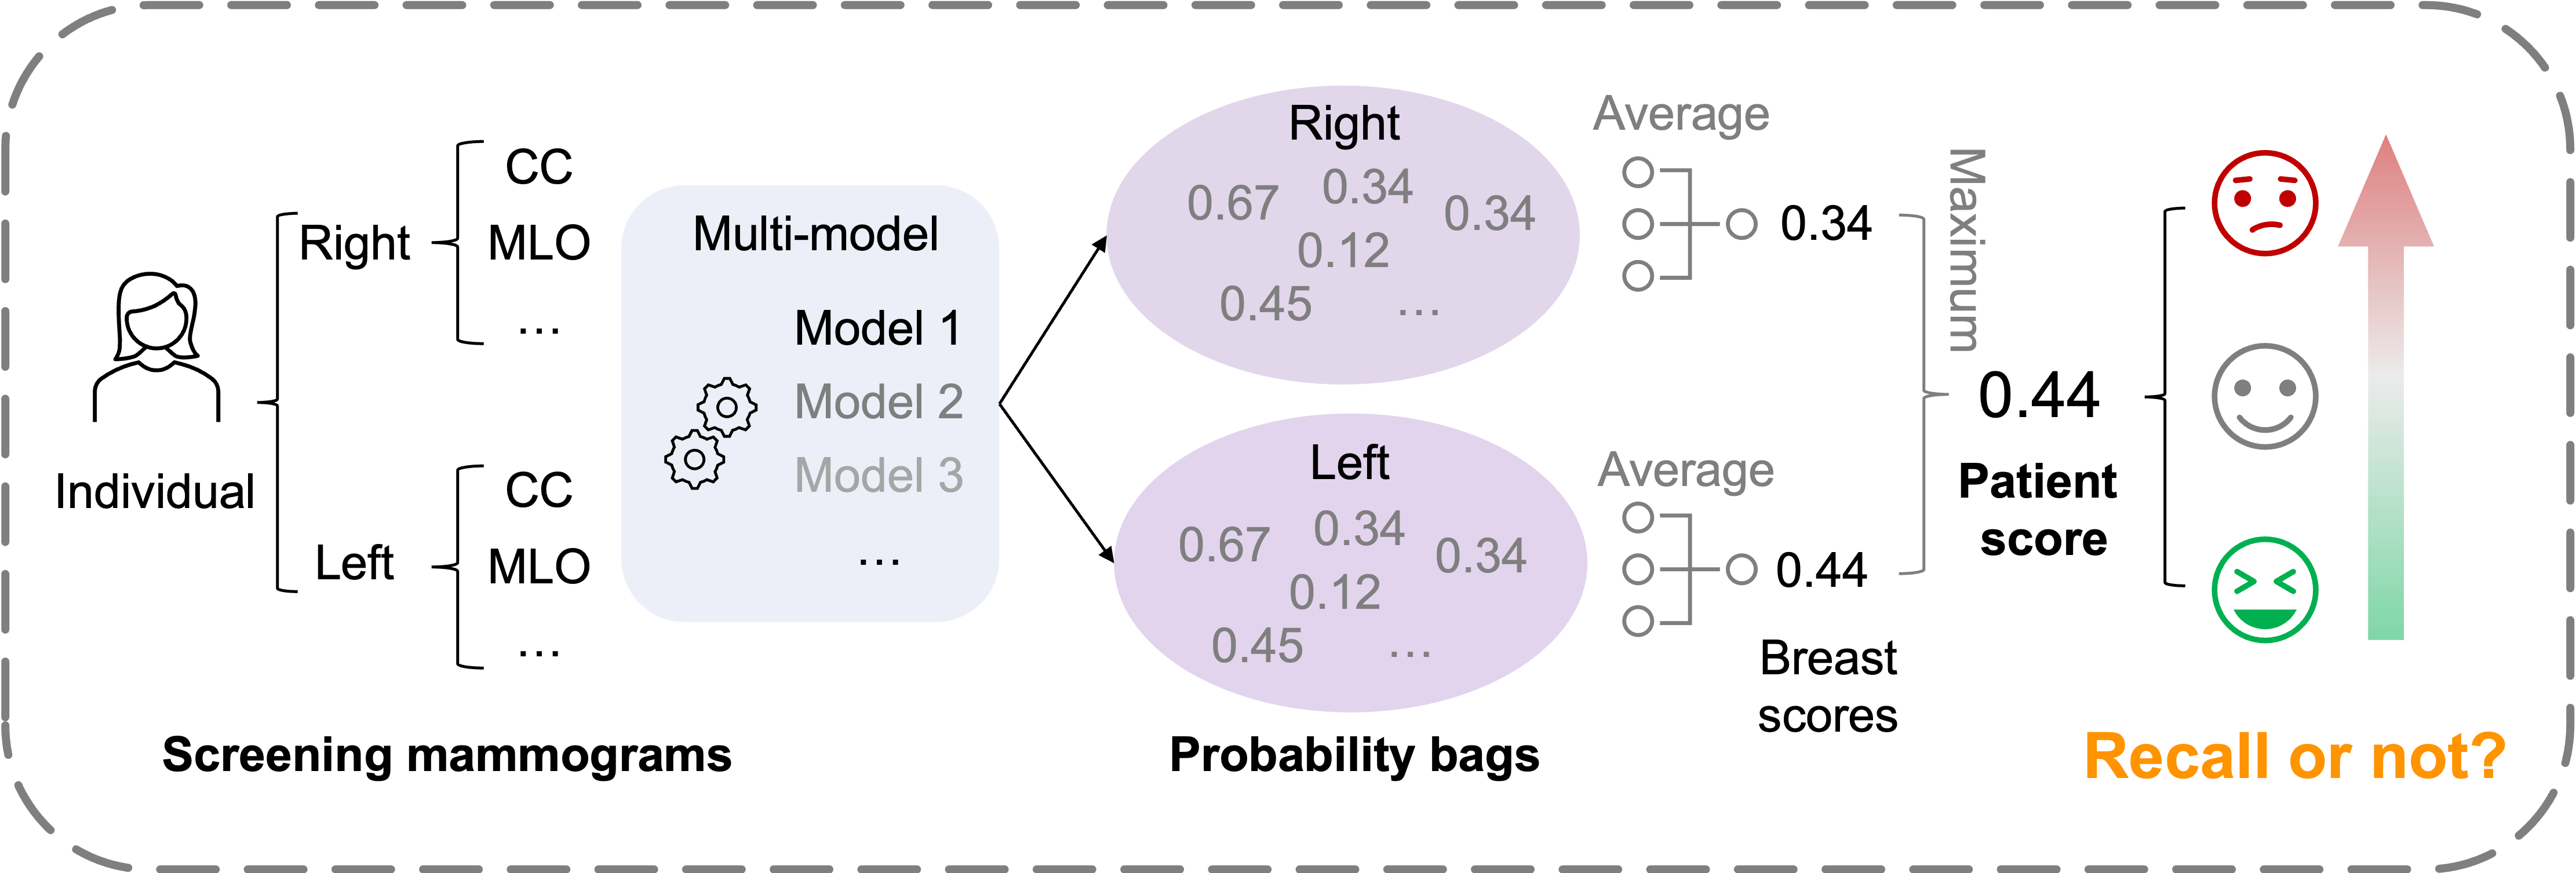 Individual
Right
CC
MLO
...
Left
CC
MLO
...
Screening mammograms
Multi-model
Model 1
Model 2
Model 3
...
Right
0.67
0.34
0.34
0.12
0.45
...
Left
0.67
0.34
0.34
0.12
0.45
...
Probability bags
Average
0.34
Average
0.44
Breast
scores
Maximum
0.44
Patient
score
Recall or not?